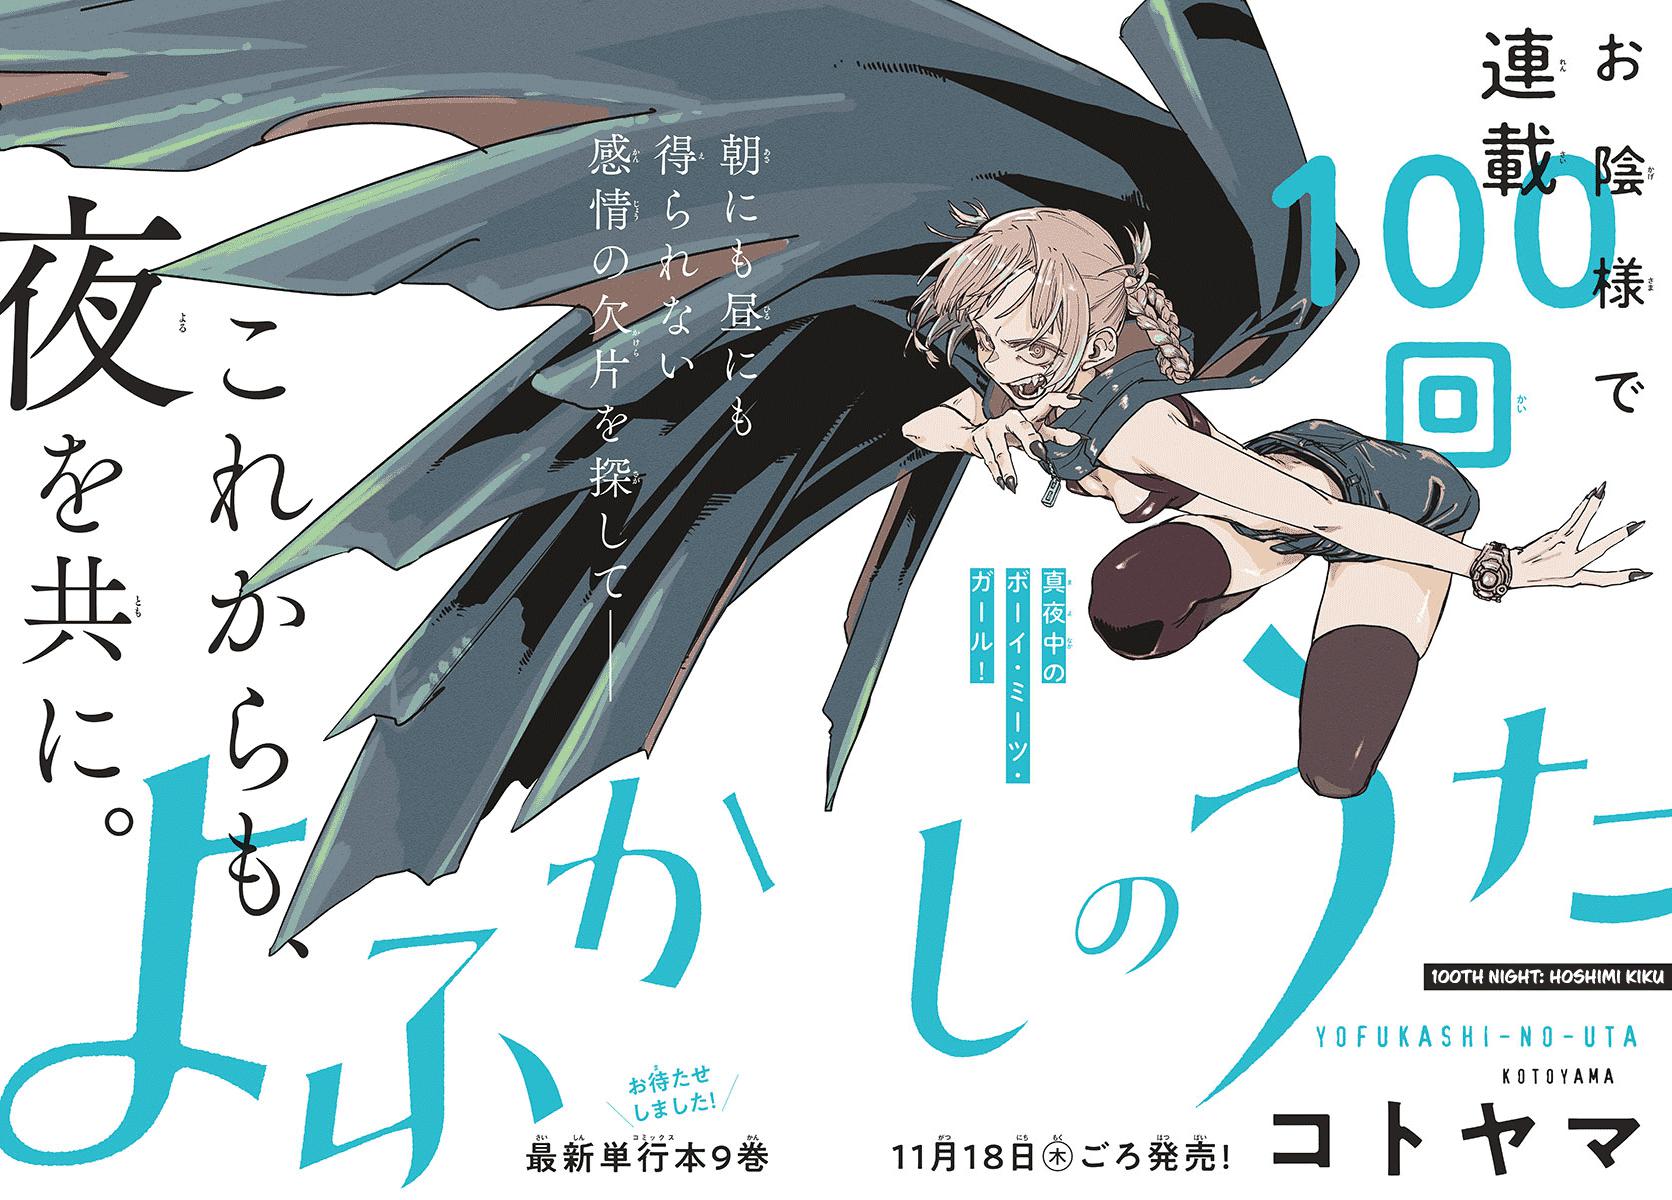 お陰様で
連載
100
回
朝にも昼にも
得られない
感情の欠片を探して――
真夜中の
ボーイ・ミーツ・
ガール!
これからも、
夜を共に。
よふかしのうた
100TH NIGHT: HOSHIMI KIKU
YOFUKASHI-NO-UTA
KOTOYAMA
コトヤマ
お待たせ
しました!
最新単行本9巻 11月18日㊍ごろ発売!